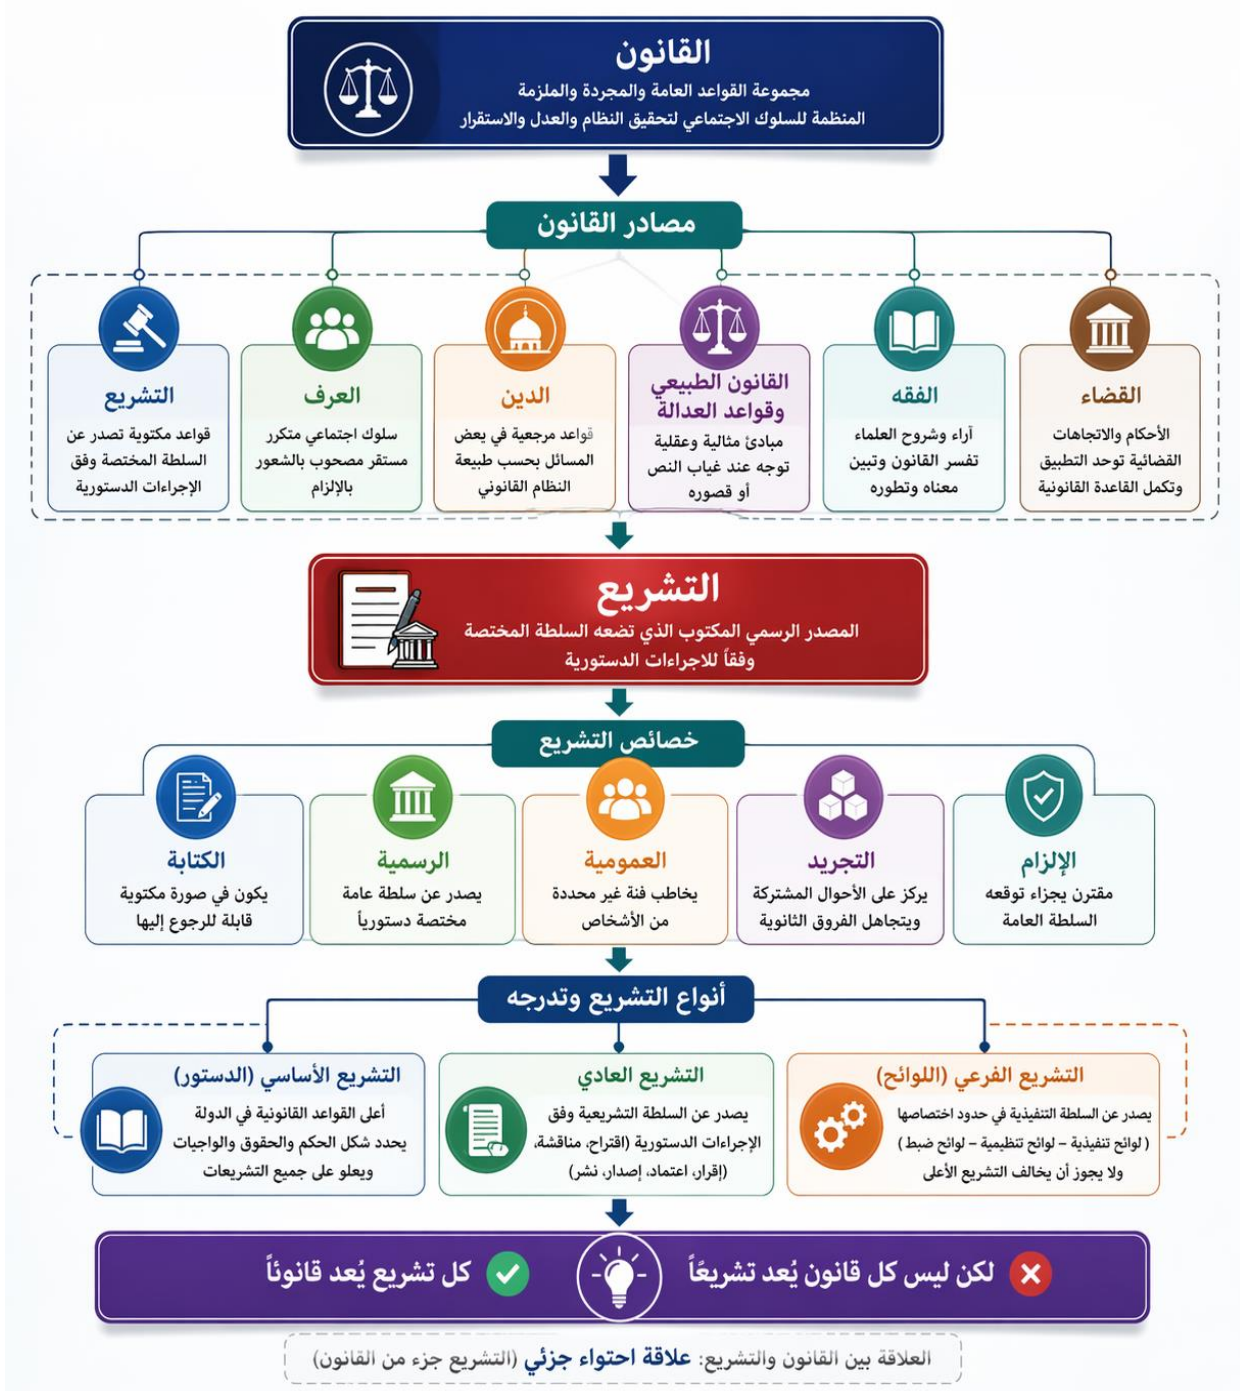 القانون
مجموعة القواعد العامة والمجردة والملزمة
المنظمة للسلوك الاجتماعي لتحقيق النظام والعدل والاستقرار
مصادر القانون
القضاء
الأحكام والاتجاهات
القضائية توحد التطبيق
وتكمل القاعدة القانونية
الفقه
آراء وشروح العلماء
تفسر القانون وتبين
معناه وتطوره
القانون الطبيعي
وقواعد العدالة
مبادئ مثالية وعقلية
توجه عند غياب النص
أو قصوره
الدين
قواعد مرجعية في بعض
المسائل بحسب طبيعة
النظام القانوني
العرف
سلوك اجتماعي متكرر
مستقر مصحوب بالشعور
بالإلزام
التشريع
قواعد مكتوبة تصدر عن
السلطة المختصة وفق
الإجراءات الدستورية
التشريع
المصدر الرسمي المكتوب الذي تضعه السلطة المختصة
وفقاً للاجراءات الدستورية
خصائص التشريع
الإلزام
مقترن بجزاء توقعه
السلطة العامة
التجريد
يركز على الأحوال المشتركة
ويتجاهل الفروق الثانوية
العمومية
يخاطب فئة غير محددة
من الأشخاص
الرسمية
يصدر عن سلطة عامة
مختصة دستورياً
الكتابة
يكون في صورة مكتوبة
قابلة للرجوع إليها
أنواع التشريع وتدرجه
التشريع الفرعي (اللوائح)
يصدر عن السلطة التنفيذية في حدود اختصاصها
(لوائح تنفيذية – لوائح تنظيمية – لوائح ضبط)
ولا يجوز أن يخالف التشريع الأعلى
التشريع العادي
يصدر عن السلطة التشريعية وفق
الإجراءات الدستورية (اقتراح، مناقشة،
إقرار، اعتماد، إصدار، نشر)
التشريع الأساسي (الدستور)
أعلى القواعد القانونية في الدولة
يحدد شكل الحكم والحقوق والواجبات
ويعلو على جميع التشريعات
لكن ليس كل قانون يُعد تشريعًاً
كل تشريع يُعد قانونًاً
العلاقة بين القانون والتشريع: علاقة احتواء جزئي (التشريع جزء من القانون)